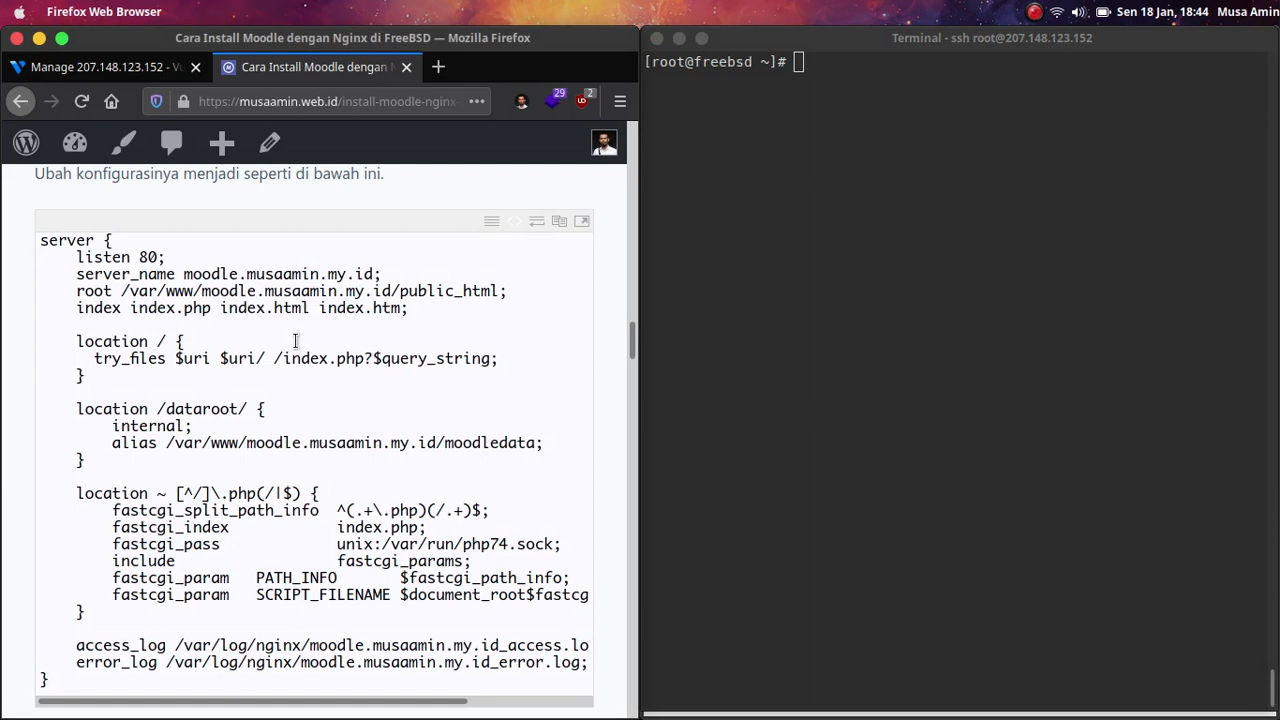 Firefox Web Browser
Sen 18 Jan, 18:44 Musa Amin
Cara Install Moodle dengan Nginx di FreeBSD — Mozilla Firefox
Terminal - ssh root@207.148.123.152
Manage 207.148.123.152 - Vu
Cara Install Moodle dengan N
https://musaamin.web.id/install-moodle-nginx-
29
2
[root@freebsd ~]#
Ubah konfigurasinya menjadi seperti di bawah ini.
server {
listen 80;
server_name moodle.musaamin.my.id;
root /var/www/moodle.musaamin.my.id/public_html;
index index.php index.html index.htm;
location / {
try_files $uri $uri/ /index.php?$query_string;
}
location /dataroot/ {
internal;
alias /var/www/moodle.musaamin.my.id/moodledata;
}
location ~ [^/]\.php(/|$) {
fastcgi_split_path_info ^(.+\.php)(/.+)$;
fastcgi_index index.php;
fastcgi_pass unix:/var/run/php74.sock;
include fastcgi_params;
fastcgi_param PATH_INFO $fastcgi_path_info;
fastcgi_param SCRIPT_FILENAME $document_root$fastcg
}
access_log /var/log/nginx/moodle.musaamin.my.id_access.lo
error_log /var/log/nginx/moodle.musaamin.my.id_error.log;
}